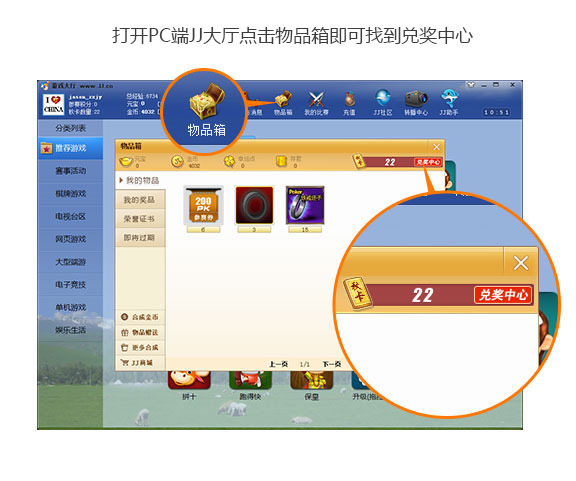 打开PC端JJ大厅点击物品箱即可找到兑奖中心
游戏大厅 www.JJ.cn
I
CHINA
jason_zzjy
参赛积分:0
秋卡数量:22
总经验:6734
元宝
0
金币:
4032
物品箱
消息
物品箱
我的比赛
充值
JJ社区
转播中心
JJ助手
10:51
分类列表
推荐游戏
赛事活动
棋牌游戏
电视台区
网页游戏
大型端游
电子竞技
单机游戏
娱乐生活
物品箱
元宝
0
金币
4032
幸运点
0
存款
0
22
兑奖中心
我的物品
我的奖品
荣誉证书
即将过期
200
PK
参赛券
6
3
Poker
15
合成金币
物品赠送
更多合成
JJ商城
上一页
1/1
下一页
秋卡
22
兑奖中心
拼十
跑得快
保皇